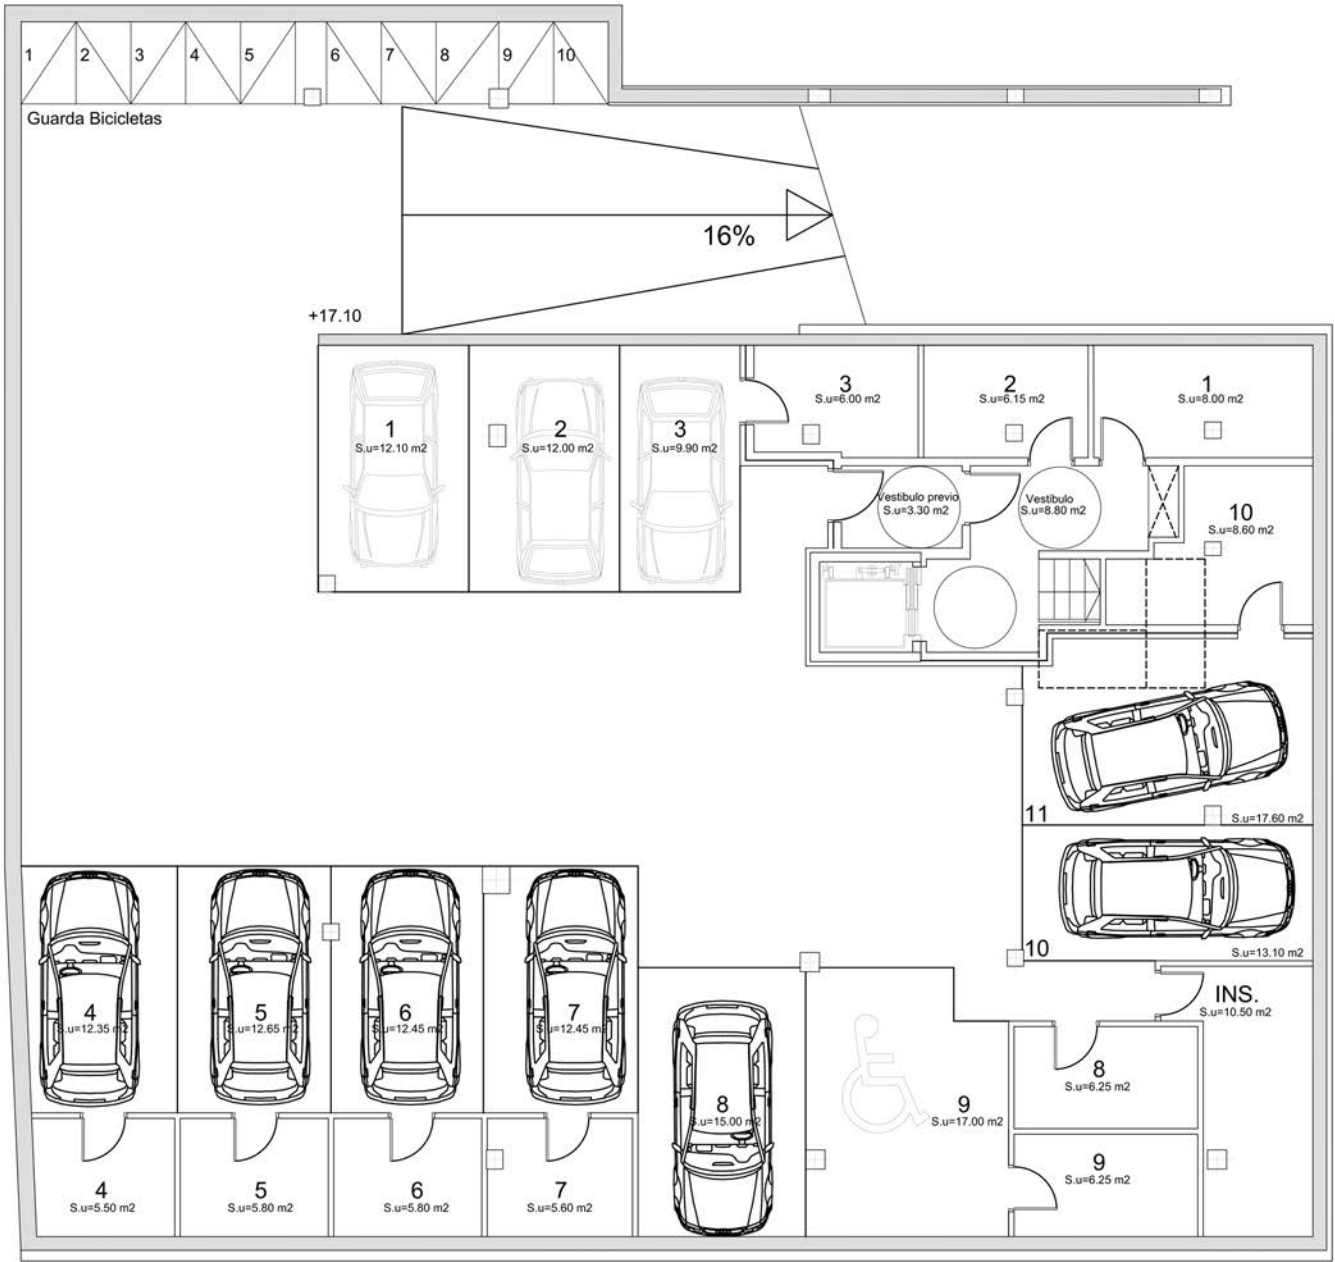 1 2 3 4 5 6 7 8 9 10
Guarda Bicicletas
16%
+17.10
1
S.u=12.10 m2
2
S.u=12.00 m2
3
S.u=9.90 m2
3
S.u=6.00 m2
2
S.u=6.15 m2
1
S.u=8.00 m2
Vestibulo previo
S.u=3.30 m2
Vestibulo
S.u=8.80 m2
10
S.u=8.60 m2
11
S.u=17.60 m2
10
S.u=13.10 m2
4
S.u=12.35 m2
5
S.u=12.65 m2
6
S.u=12.45 m2
7
S.u=12.45 m2
8
S.u=15.00 m2
9
S.u=17.00 m2
INS.
S.u=10.50 m2
8
S.u=6.25 m2
9
S.u=6.25 m2
4
S.u=5.50 m2
5
S.u=5.80 m2
6
S.u=5.80 m2
7
S.u=5.60 m2